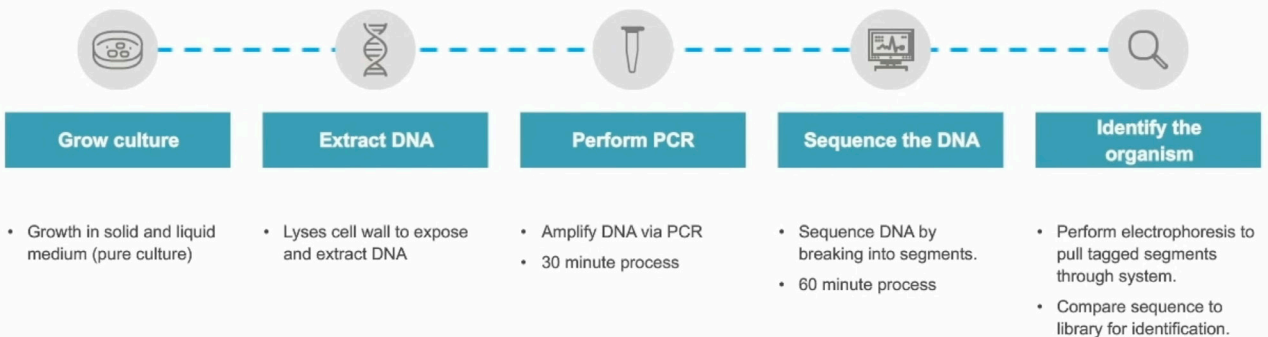 Grow culture
Extract DNA
Perform PCR
Sequence the DNA
Identify the
organism
• Growth in solid and liquid
medium (pure culture)
• Lyses cell wall to expose
and extract DNA
• Amplify DNA via PCR
• 30 minute process
• Sequence DNA by
breaking into segments.
• 60 minute process
• Perform electrophoresis to
pull tagged segments
through system.
• Compare sequence to
library for identification.